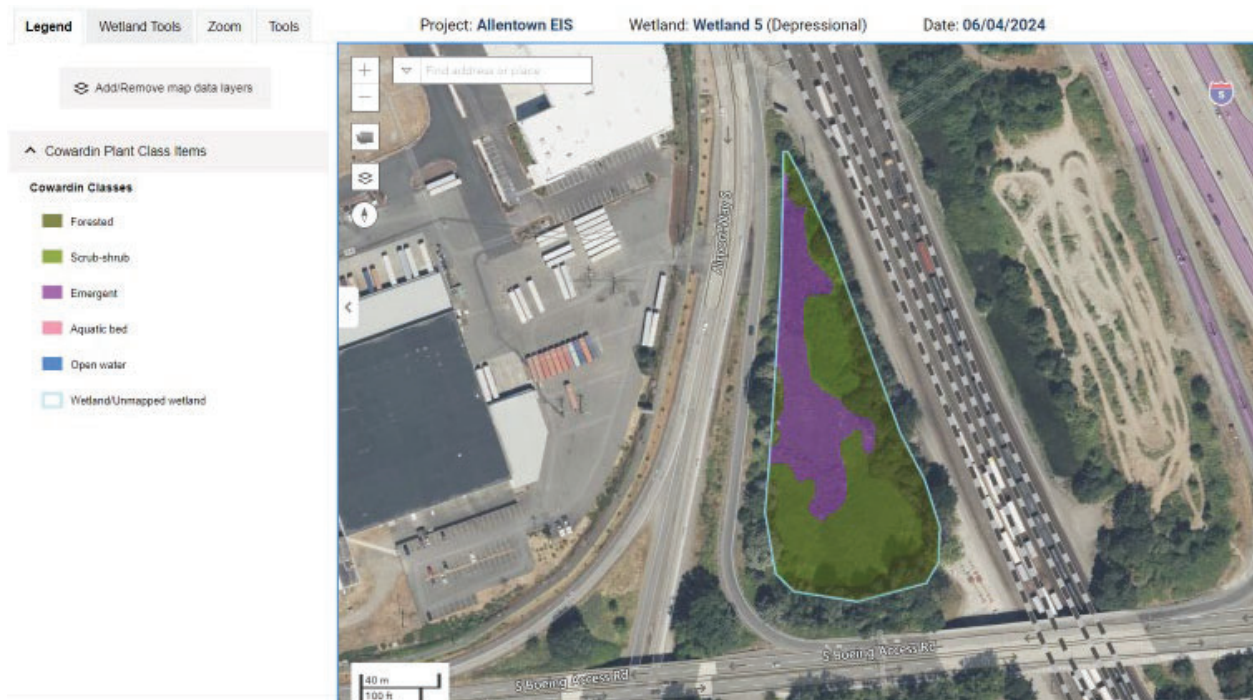 Legend Wetland Tools Zoom Tools
Project: Allentown EIS Wetland: Wetland 5 (Depressional) Date: 06/04/2024
Add/Remove map data layers
Find address or place
Cowardin Plant Class Items
Cowardin Classes
Forested
Scrub-shrub
Emergent
Aquatic bed
Open water
Wetland/Unmapped wetland
5
Airport Way S
S Boeing Access Rd
S Boeing Access Rd
40 m
100 ft